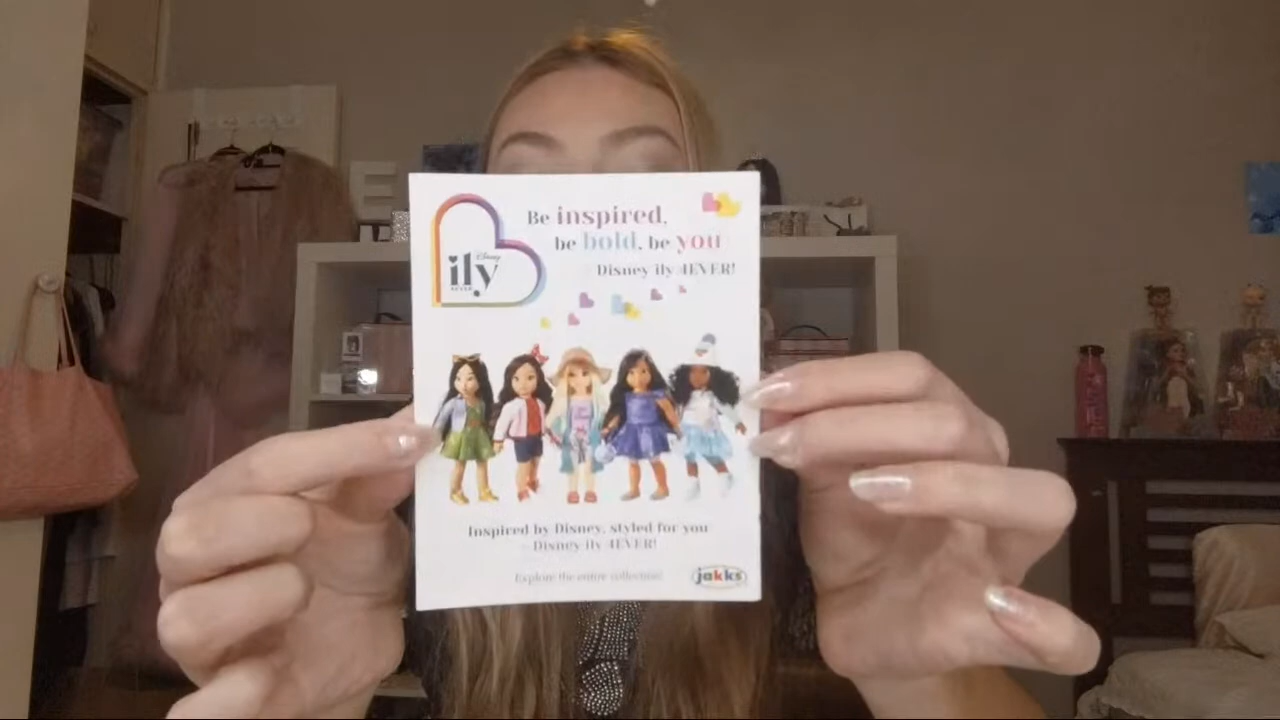 Disney
ily
4EVER
Be inspired,
be bold, be you
Disney ily 4EVER!
Inspired by Disney, styled for you
- Disney ily 4EVER!
Explore the entire collection!
jakks
E